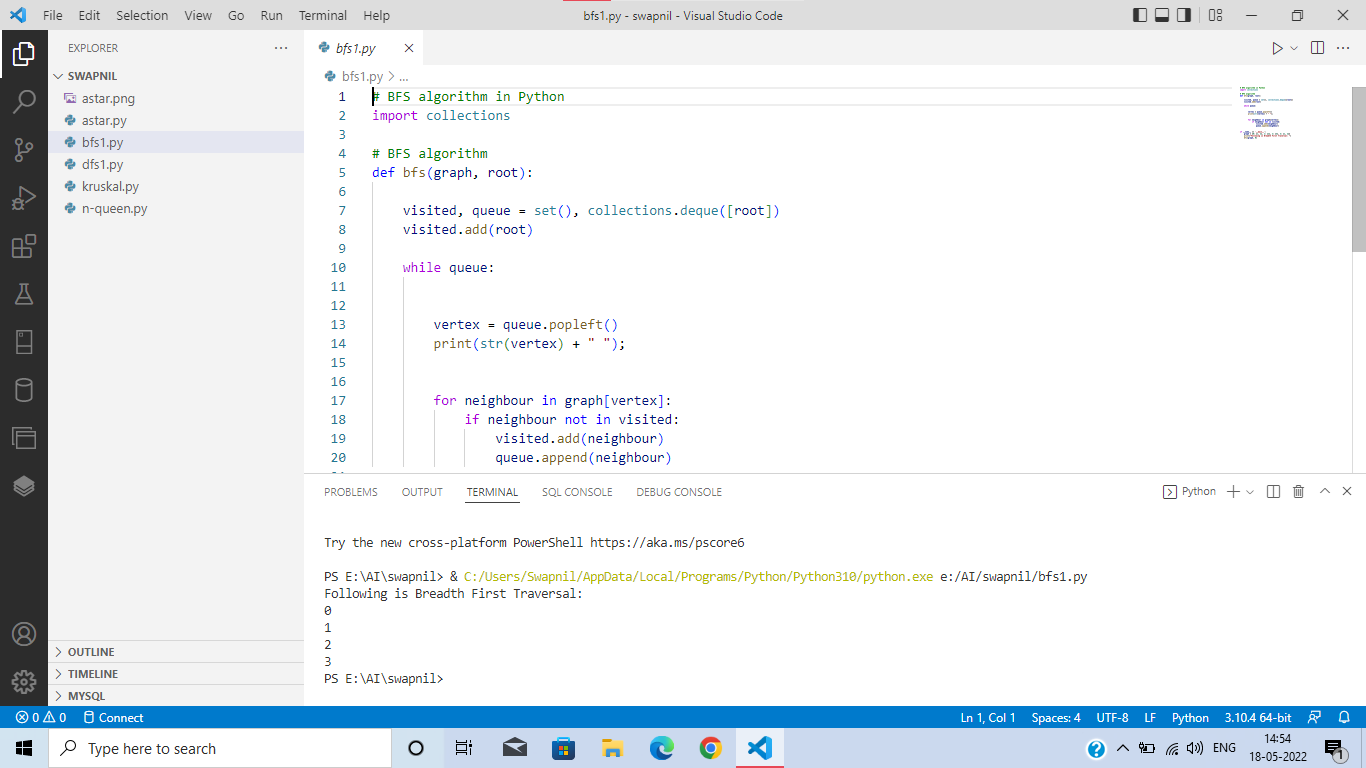 File Edit Selection View Go Run Terminal Help
bfs1.py - swapnil - Visual Studio Code
EXPLORER
SWAPNIL
astar.png
astar.py
bfs1.py
dfs1.py
kruskal.py
n-queen.py
OUTLINE
TIMELINE
MYSQL
bfs1.py
bfs1.py > ...
1 # BFS algorithm in Python
2 import collections
3
4 # BFS algorithm
5 def bfs(graph, root):
6
7 visited, queue = set(), collections.deque([root])
8 visited.add(root)
9
10 while queue:
11
12
13 vertex = queue.popleft()
14 print(str(vertex) + " ");
15
16
17 for neighbour in graph[vertex]:
18 if neighbour not in visited:
19 visited.add(neighbour)
20 queue.append(neighbour)
PROBLEMS OUTPUT TERMINAL SQL CONSOLE DEBUG CONSOLE
Python
Try the new cross-platform PowerShell https://aka.ms/pscore6
PS E:\AI\swapnil> & C:/Users/Swapnil/AppData/Local/Programs/Python/Python310/python.exe e:/AI/swapnil/bfs1.py
Following is Breadth First Traversal:
0
1
2
3
PS E:\AI\swapnil>
0 0 Connect
Ln 1, Col 1 Spaces: 4 UTF-8 LF Python 3.10.4 64-bit
Type here to search
ENG
14:54
18-05-2022
1